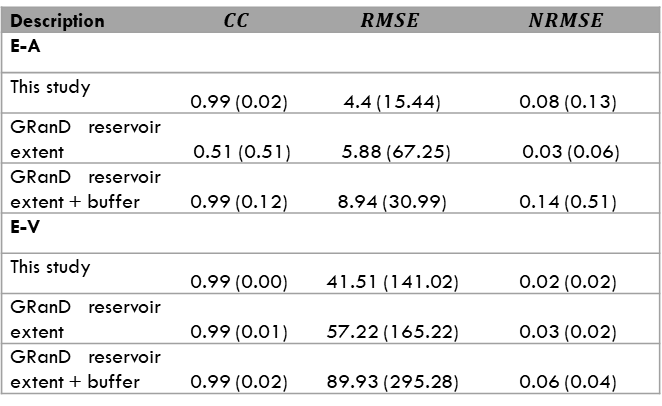 Description CC RMSE NRMSE
E-A
This study
0.99 (0.02) 4.4 (15.44) 0.08 (0.13)
GRanD reservoir
extent 0.51 (0.51) 5.88 (67.25) 0.03 (0.06)
GRanD reservoir
extent + buffer 0.99 (0.12) 8.94 (30.99) 0.14 (0.51)
E-V
This study
0.99 (0.00) 41.51 (141.02) 0.02 (0.02)
GRanD reservoir
extent 0.99 (0.01) 57.22 (165.22) 0.03 (0.02)
GRanD reservoir
extent + buffer 0.99 (0.02) 89.93 (295.28) 0.06 (0.04)